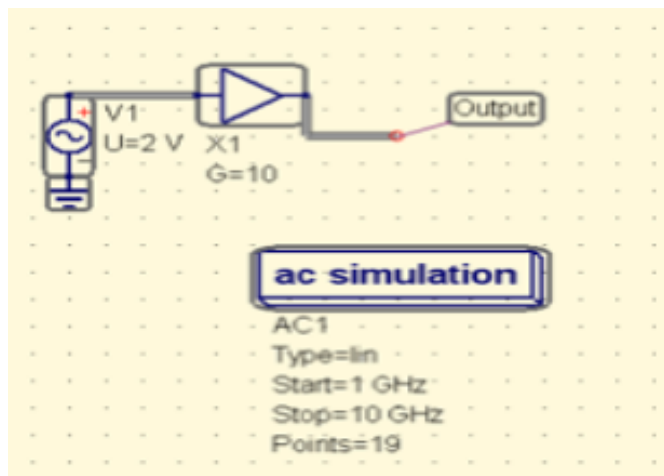 V1
U=2 V
X1
G=10
Output
ac simulation
AC1
Type=lin
Start=1 GHz
Stop=10 GHz
Points=19